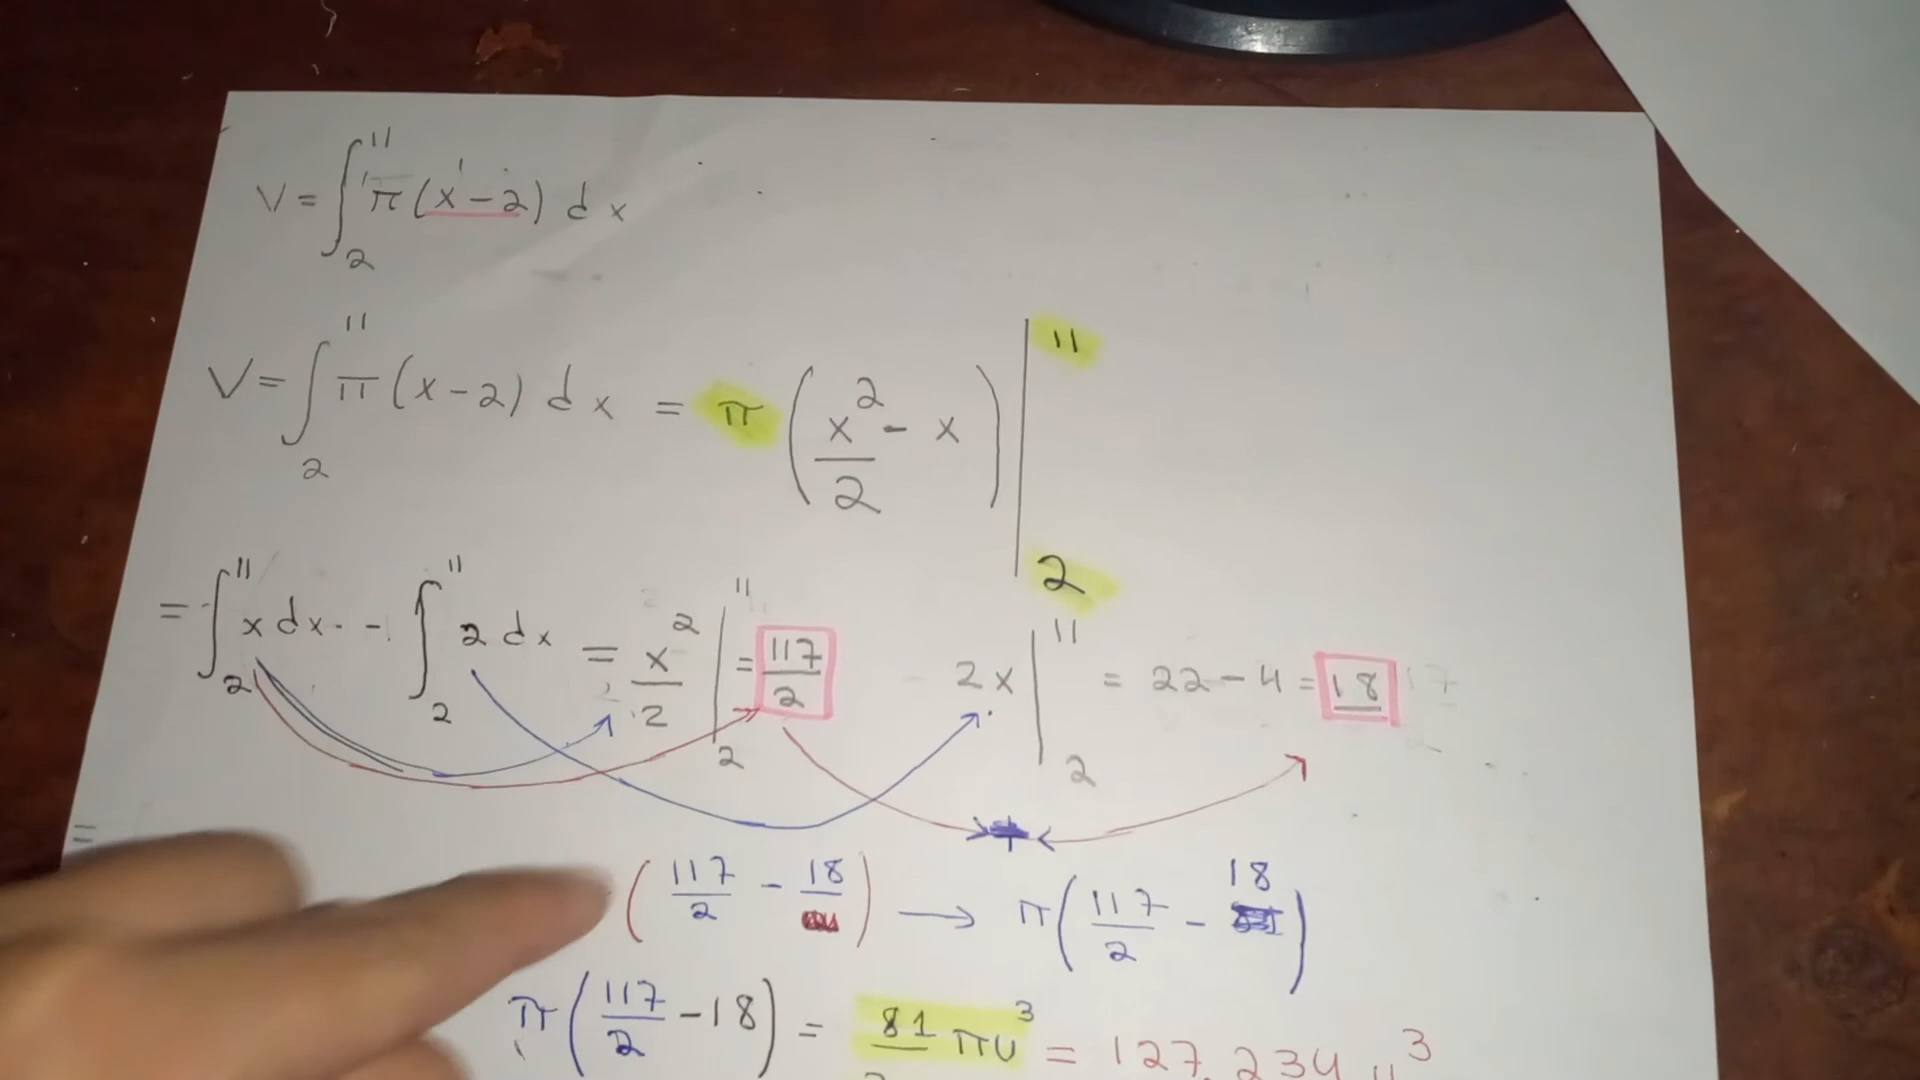 V = ∫₂¹¹ π (x - 2) dx
V = ∫₂¹¹ π (x - 2) dx = π (x²/2 - x) |₂¹¹
= ∫₂¹¹ x dx - ∫₂¹¹ 2 dx = x²/2 |₂¹¹ = 117/2 2x |₂¹¹ = 22 - 4 = 18
=
(117/2 - 18) → π (117/2 - 18)
π (117/2 - 18) = 81/2 πu³ = 127.234 u³